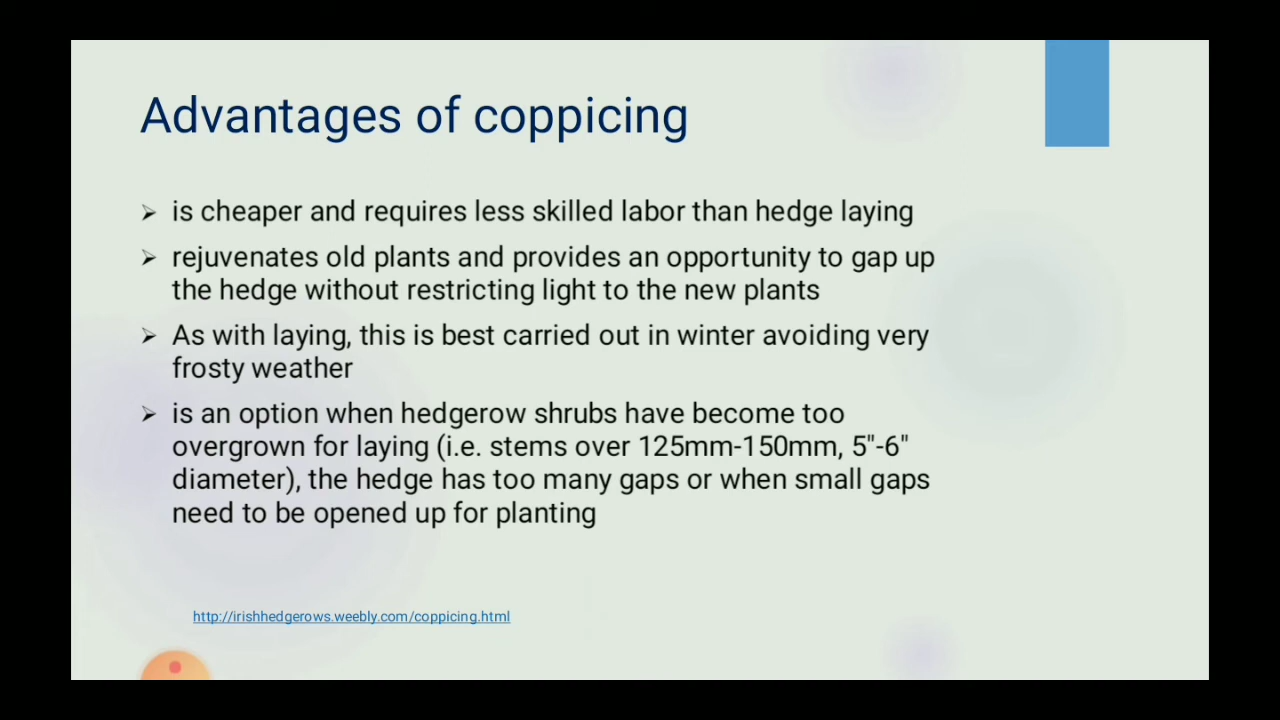 Advantages of coppicing
➢ is cheaper and requires less skilled labor than hedge laying
➢ rejuvenates old plants and provides an opportunity to gap up
the hedge without restricting light to the new plants
➢ As with laying, this is best carried out in winter avoiding very
frosty weather
➢ is an option when hedgerow shrubs have become too
overgrown for laying (i.e. stems over 125mm-150mm, 5"-6"
diameter), the hedge has too many gaps or when small gaps
need to be opened up for planting
http://irishhedgerows.weebly.com/coppicing.html